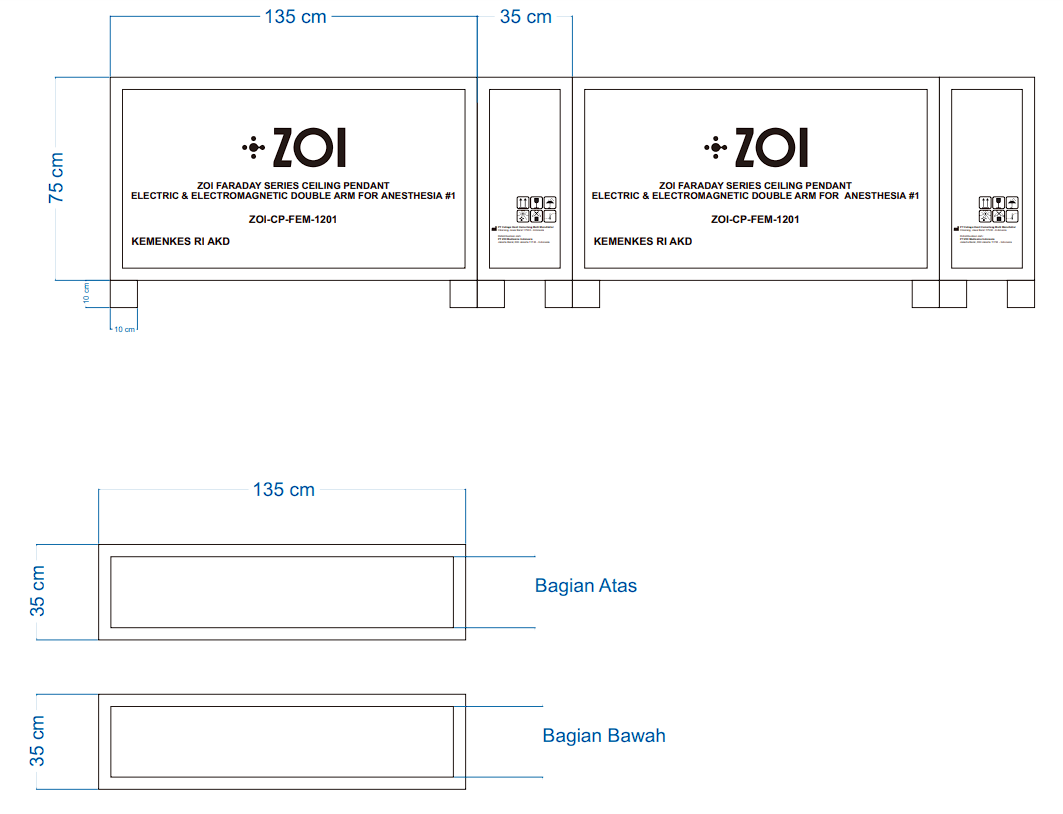 135 cm
35 cm
75 cm
ZOI
ZOI FARADAY SERIES CEILING PENDANT
ELECTRIC & ELECTROMAGNETIC DOUBLE ARM FOR ANESTHESIA #1
ZOI-CP-FEM-1201
KEMENKES RI AKD
ZOI
ZOI FARADAY SERIES CEILING PENDANT
ELECTRIC & ELECTROMAGNETIC DOUBLE ARM FOR ANESTHESIA #1
ZOI-CP-FEM-1201
KEMENKES RI AKD
10 cm
10 cm
135 cm
35 cm
Bagian Atas
35 cm
Bagian Bawah